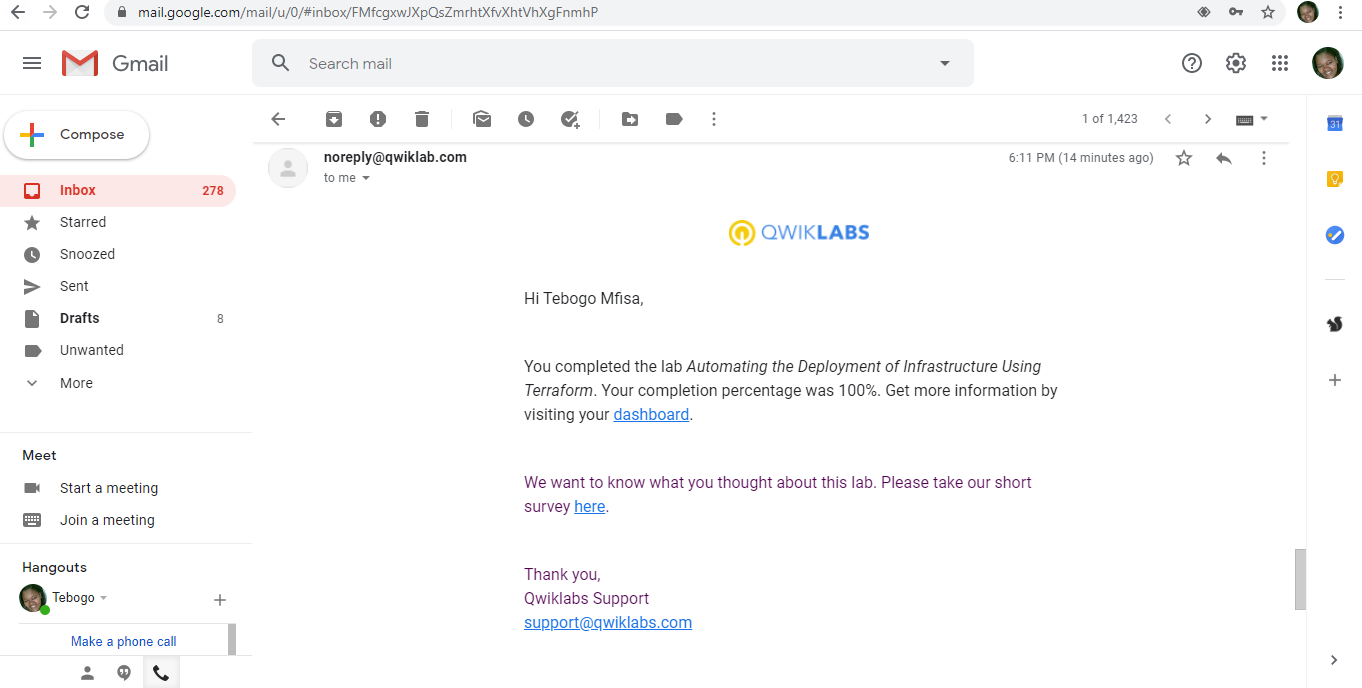 mail.google.com/mail/u/0/#inbox/FMfcgxwJXpQsZmrhtXfvXhtVhXgFnmhP
Gmail
Search mail
Compose
1 of 1,423
Inbox 278
Starred
Snoozed
Sent
Drafts 8
Unwanted
More
Meet
Start a meeting
Join a meeting
Hangouts
Tebogo
Make a phone call
noreply@qwiklab.com
6:11 PM (14 minutes ago)
to me
QWIKLABS
Hi Tebogo Mfisa,
You completed the lab Automating the Deployment of Infrastructure Using
Terraform. Your completion percentage was 100%. Get more information by
visiting your dashboard.
We want to know what you thought about this lab. Please take our short
survey here.
Thank you,
Qwiklabs Support
support@qwiklabs.com
31